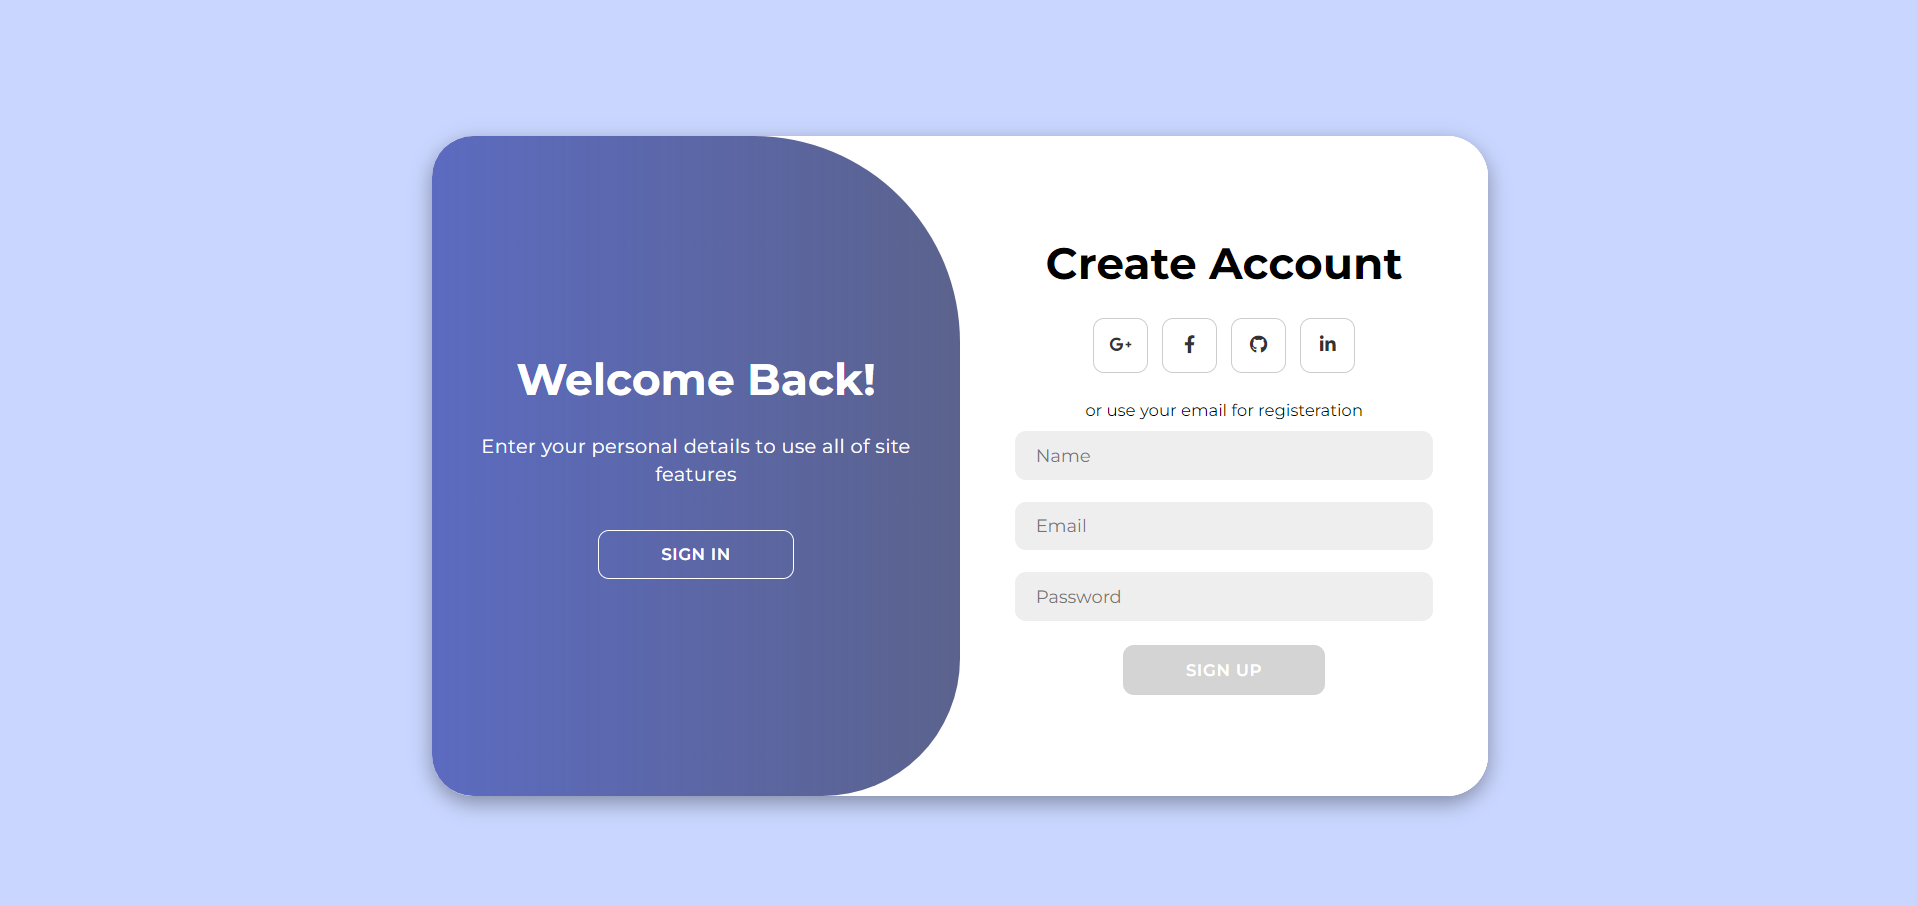 Welcome Back!
Enter your personal details to use all of site
features
SIGN IN
Create Account
G+
f
in
or use your email for registeration
Name
Email
Password
SIGN UP